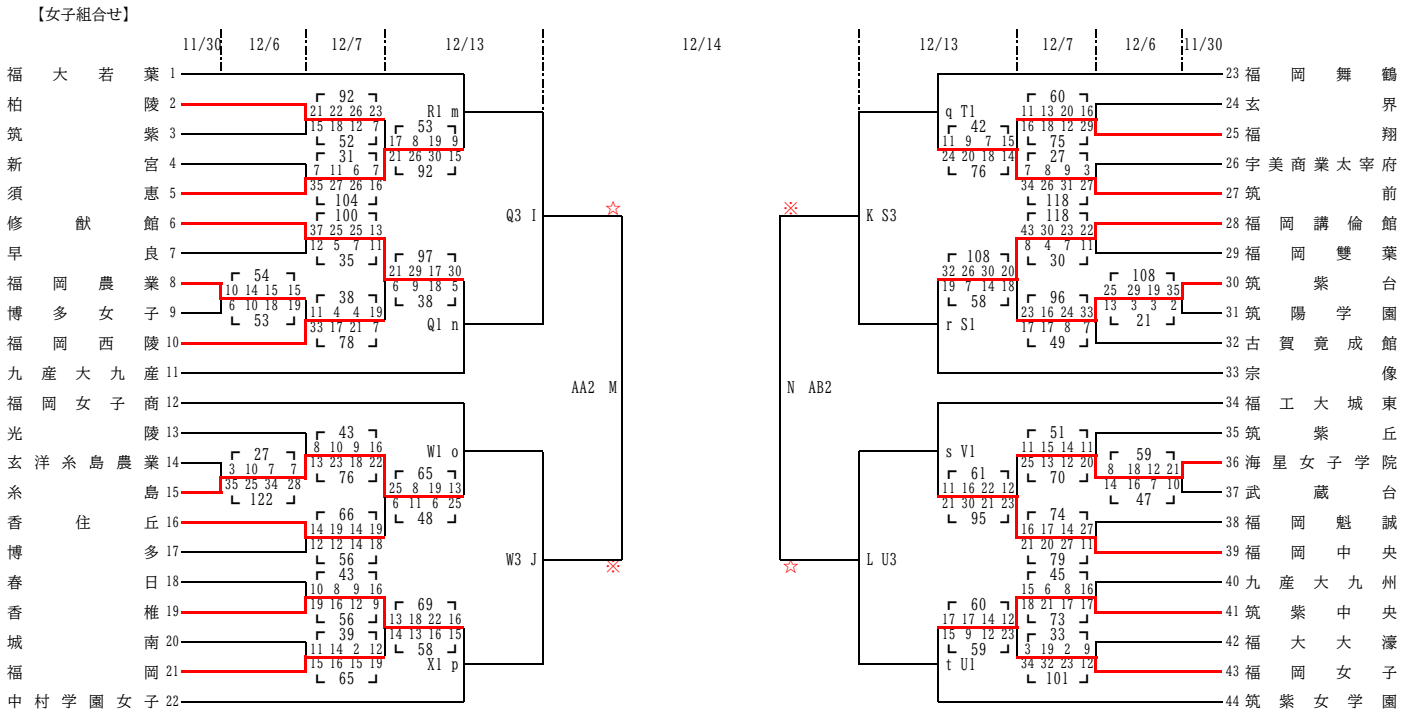 【女子組合せ】
11/30 12/6 12/7 12/13 12/14 12/13 12/7 12/6 11/30
福大若葉 1
柏陵 2
筑紫 3
新宮 4
須恵 5
修猷館 6
早良 7
福岡農業 8
博多女子 9
福岡西陵 10
九産大九産 11
福岡女子商 12
光陵 13
玄洋糸島農業 14
糸島 15
香住丘 16
博多 17
春日 18
香椎 19
城南 20
福岡 21
中村学園女子 22
54
10 14 15 15
6 10 18 19
53
27
3 10 7 7
35 25 34 28
122
92
21 22 26 23
15 18 12 7
52
31
7 11 6 7
35 27 26 16
104
100
37 25 25 13
12 5 7 11
35
38
11 4 4 19
33 17 21 7
78
43
8 10 9 16
13 23 18 22
76
66
14 19 14 19
12 12 14 18
56
43
10 8 9 16
19 16 12 9
56
39
11 14 2 12
15 16 15 19
65
R1 m
53
17 8 19 9
21 26 30 15
92
97
21 29 17 30
6 9 18 5
38
Q1 n
W1 o
65
25 8 19 13
6 11 6 25
48
69
13 18 22 16
14 13 16 15
58
X1 p
Q3 I
W3 J
☆
AA2 M
※
※
N AB2
☆
K S3
L U3
q T1
42
11 9 7 15
24 20 18 14
76
108
32 26 30 20
19 7 14 18
58
r S1
s V1
61
11 16 22 12
21 30 21 23
95
60
17 17 14 12
15 9 12 23
59
t U1
60
11 13 20 16
16 18 12 29
75
27
7 8 9 3
34 26 31 27
118
118
43 30 23 22
8 4 7 11
30
96
23 16 24 33
17 17 8 7
49
51
11 15 14 11
25 13 12 20
70
74
16 17 14 27
21 20 27 11
79
45
15 6 8 16
18 21 17 17
73
33
3 19 2 9
34 32 23 12
101
108
25 29 19 35
13 3 3 2
21
59
8 18 12 21
14 16 7 10
47
23 福岡舞鶴
24 玄界
25 福翔
26 宇美商業太宰府
27 筑前
28 福岡講倫館
29 福岡雙葉
30 筑紫台
31 筑陽学園
32 古賀竟成館
33 宗像
34 福工大城東
35 筑紫丘
36 海星女子学院
37 武蔵台
38 福岡魁誠
39 福岡中央
40 九産大九州
41 筑紫中央
42 福大大濠
43 福岡女子
44 筑紫女学園